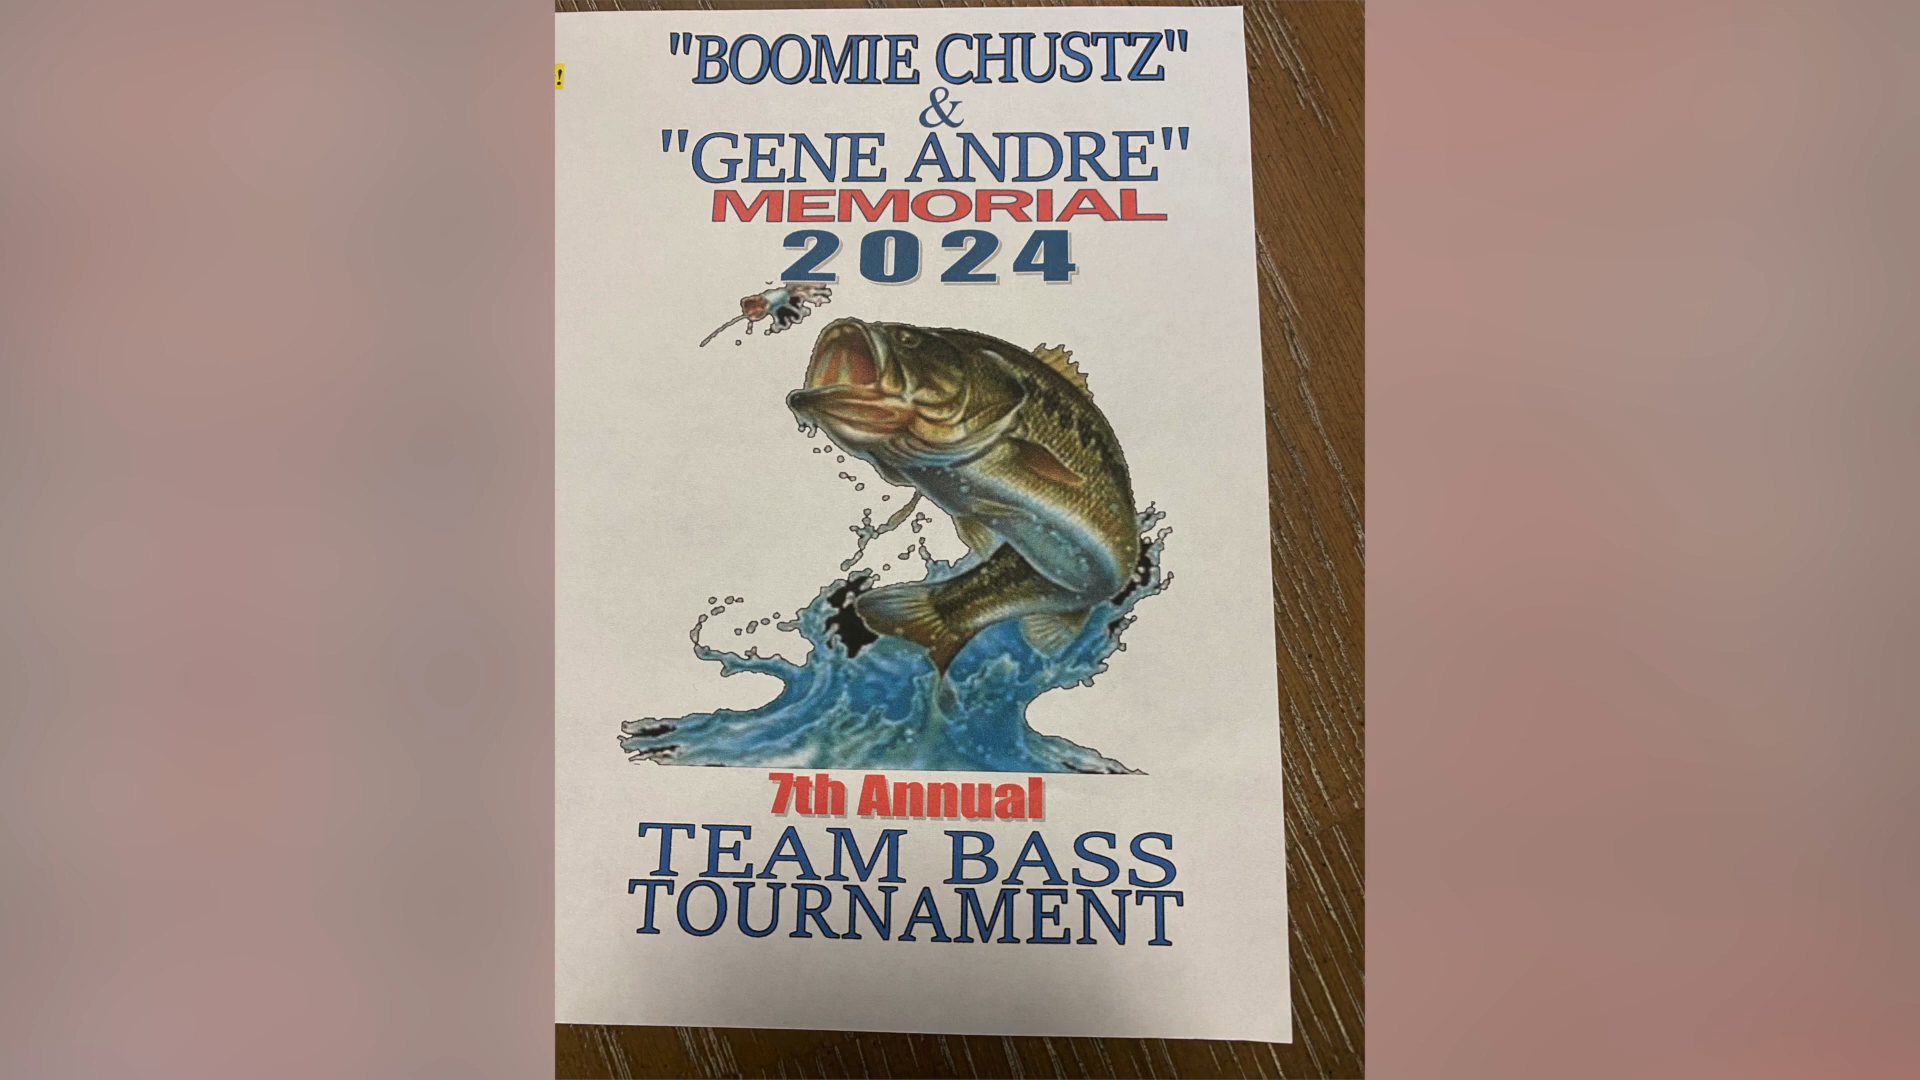 "BOOMIE CHUSTZ"
&
"GENE ANDRE"
MEMORIAL
2024
!
7th Annual
TEAM BASS
TOURNAMENT